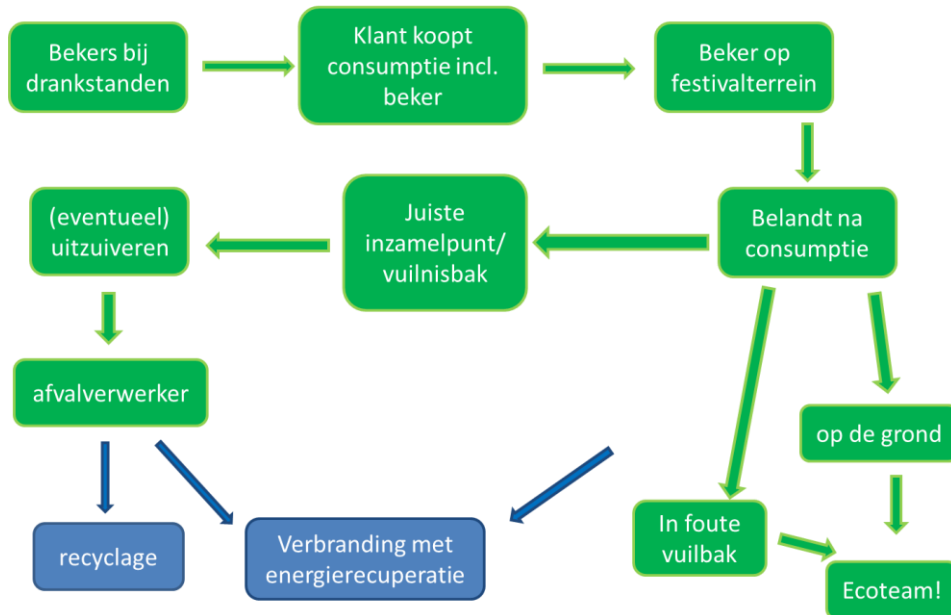 Bekers bij
drankstanden
Klant koopt
consumptie incl.
beker
Beker op
festivalterrein
Belandt na
consumptie
Juiste
inzamelpunt/
vuilnisbak
(eventueel)
uitzuiveren
afvalverwerker
op de grond
recyclage
Verbranding met
energierecuperatie
In foute
vuilbak
Ecoteam!